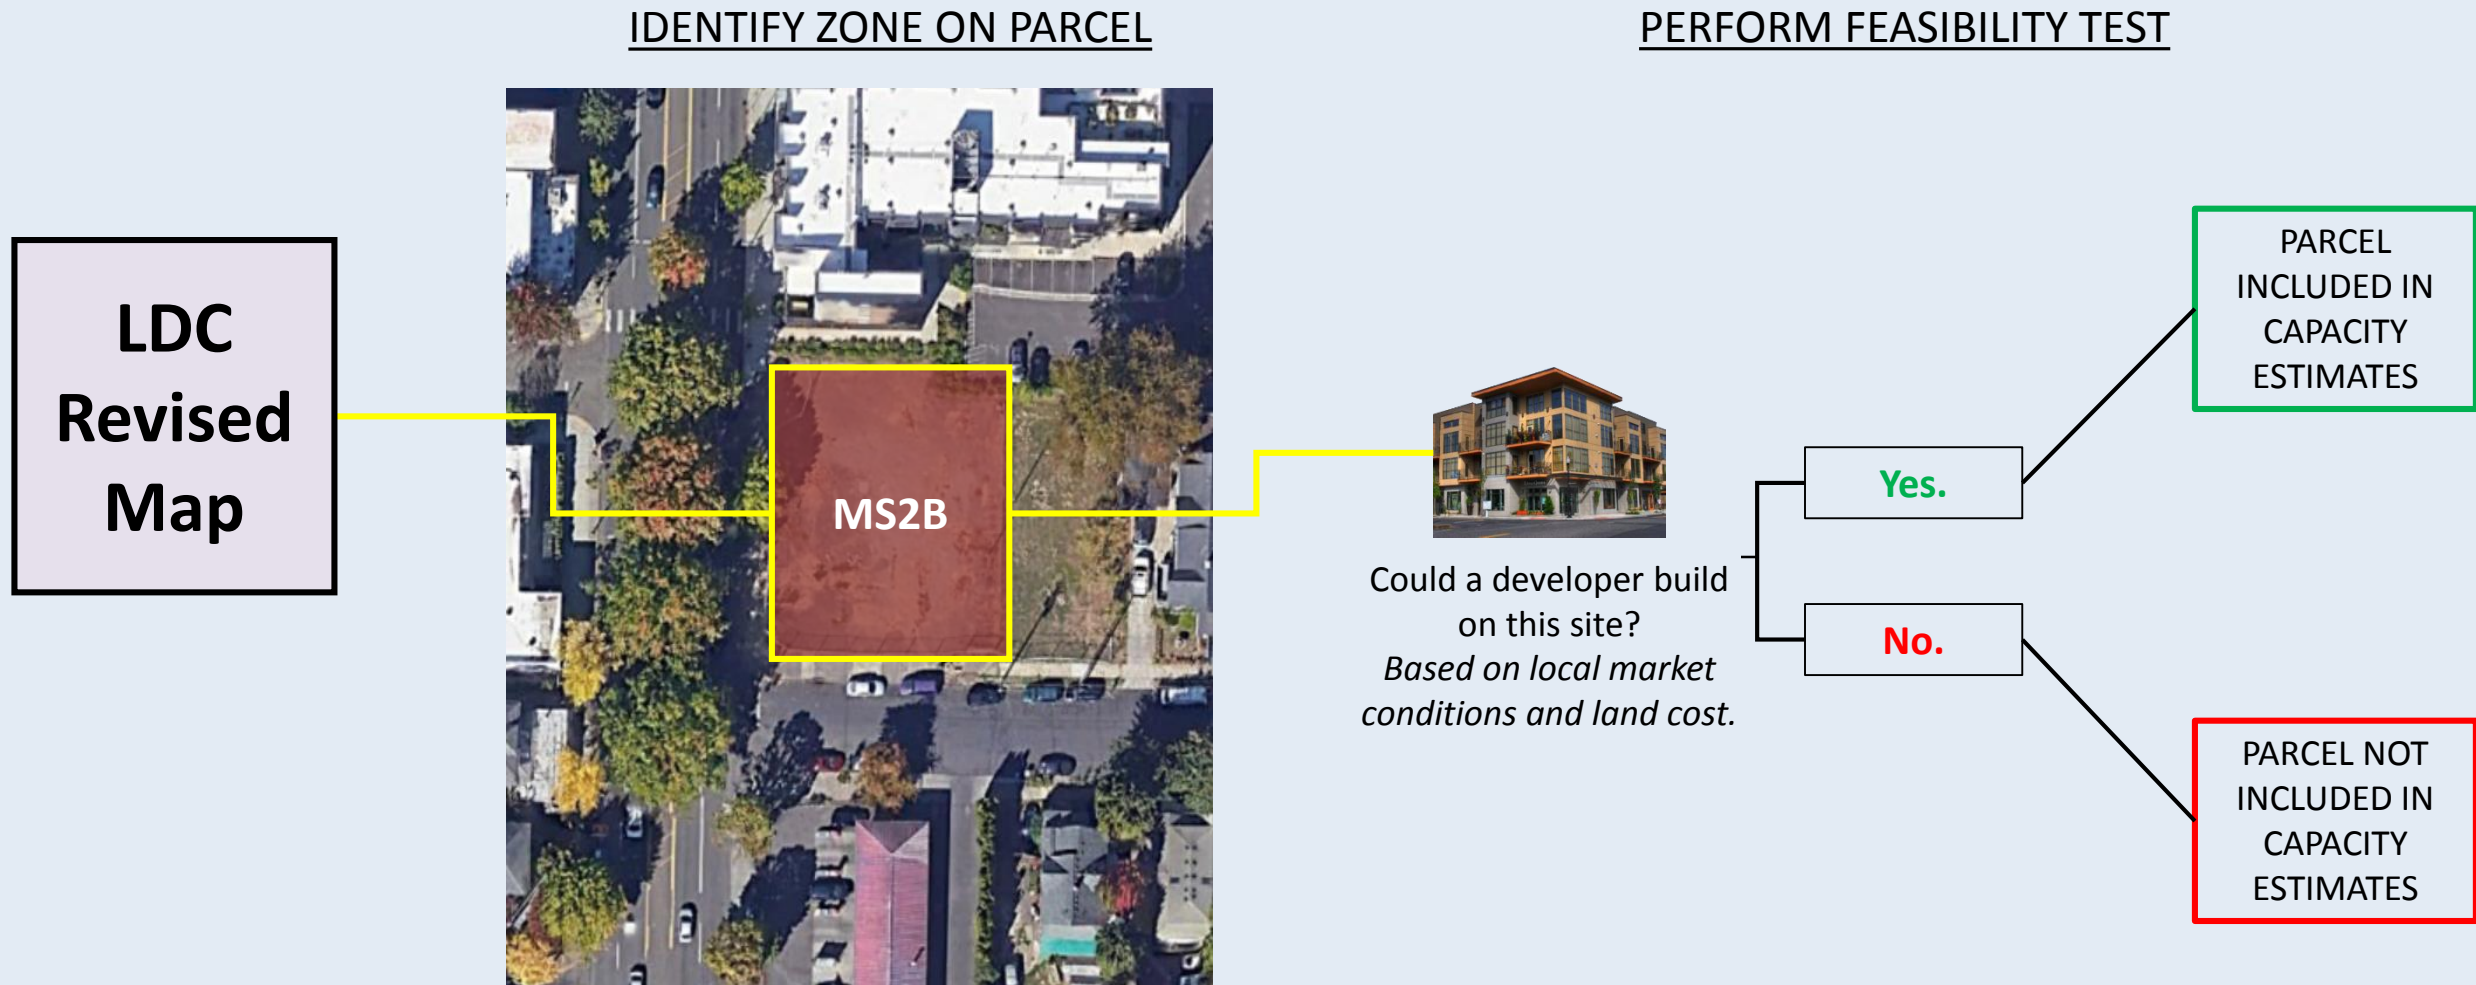 IDENTIFY ZONE ON PARCEL
PERFORM FEASIBILITY TEST
LDC
Revised
Map
MS2B
Could a developer build
on this site?
Based on local market
conditions and land cost.
Yes.
No.
PARCEL
INCLUDED IN
CAPACITY
ESTIMATES
PARCEL NOT
INCLUDED IN
CAPACITY
ESTIMATES